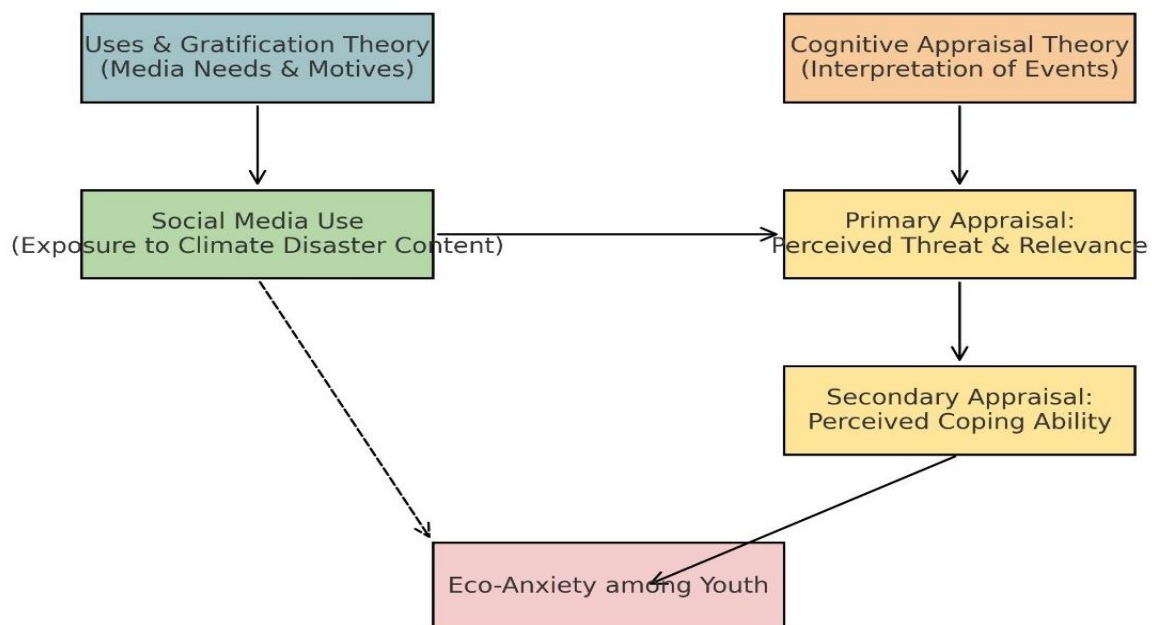 Uses & Gratification Theory
(Media Needs & Motives)
Cognitive Appraisal Theory
(Interpretation of Events)
Social Media Use
(Exposure to Climate Disaster Content)
Primary Appraisal:
Perceived Threat & Relevance
Secondary Appraisal:
Perceived Coping Ability
Eco-Anxiety among Youth